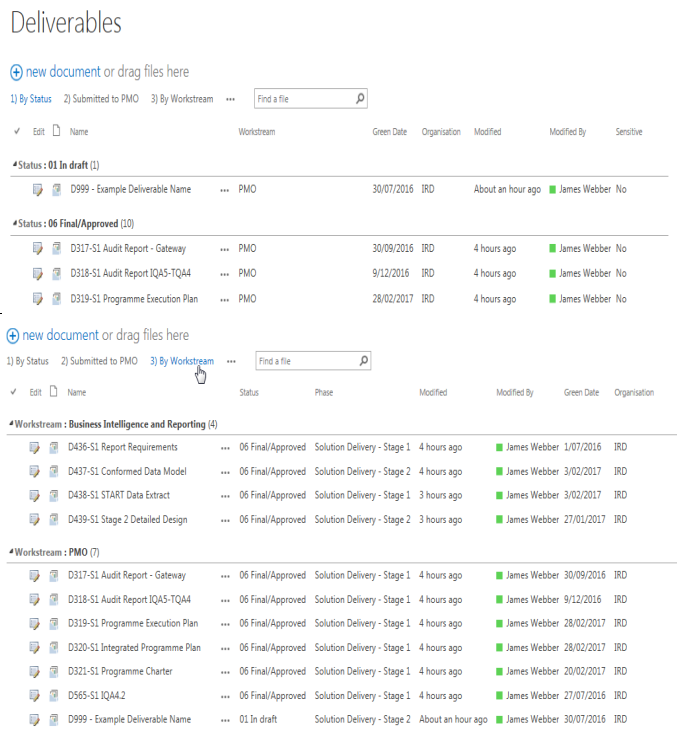 Deliverables
new document or drag files here
1) By Status 2) Submitted to PMO 3) By Workstream ••• Find a file
Edit Name Workstream Green Date Organisation Modified Modified By Sensitive
Status : 01 In draft (1)
D999 - Example Deliverable Name ••• PMO 30/07/2016 IRD About an hour ago James Webber No
Status : 06 Final/Approved (10)
D317-S1 Audit Report - Gateway ••• PMO 30/09/2016 IRD 4 hours ago James Webber No
D318-S1 Audit Report IQA5-TQA4 ••• PMO 9/12/2016 IRD 4 hours ago James Webber No
D319-S1 Programme Execution Plan ••• PMO 28/02/2017 IRD 4 hours ago James Webber No
new document or drag files here
1) By Status 2) Submitted to PMO 3) By Workstream ••• Find a file
Edit Name Status Phase Modified Modified By Green Date Organisation
Workstream : Business Intelligence and Reporting (4)
D436-S1 Report Requirements ••• 06 Final/Approved Solution Delivery - Stage 1 4 hours ago James Webber 1/07/2016 IRD
D437-S1 Conformed Data Model ••• 06 Final/Approved Solution Delivery - Stage 2 4 hours ago James Webber 3/02/2017 IRD
D438-S1 START Data Extract ••• 06 Final/Approved Solution Delivery - Stage 1 3 hours ago James Webber 3/02/2017 IRD
D439-S1 Stage 2 Detailed Design ••• 06 Final/Approved Solution Delivery - Stage 2 3 hours ago James Webber 27/01/2017 IRD
Workstream : PMO (7)
D317-S1 Audit Report - Gateway ••• 06 Final/Approved Solution Delivery - Stage 1 4 hours ago James Webber 30/09/2016 IRD
D318-S1 Audit Report IQA5-TQA4 ••• 06 Final/Approved Solution Delivery - Stage 1 4 hours ago James Webber 9/12/2016 IRD
D319-S1 Programme Execution Plan ••• 06 Final/Approved Solution Delivery - Stage 1 4 hours ago James Webber 28/02/2017 IRD
D320-S1 Integrated Programme Plan ••• 06 Final/Approved Solution Delivery - Stage 1 4 hours ago James Webber 28/02/2017 IRD
D321-S1 Programme Charter ••• 06 Final/Approved Solution Delivery - Stage 1 4 hours ago James Webber 20/02/2017 IRD
D565-S1 IQA4.2 ••• 06 Final/Approved Solution Delivery - Stage 1 4 hours ago James Webber 27/07/2016 IRD
D999 - Example Deliverable Name ••• 01 In draft Solution Delivery - Stage 2 About an hour ago James Webber 30/07/2016 IRD